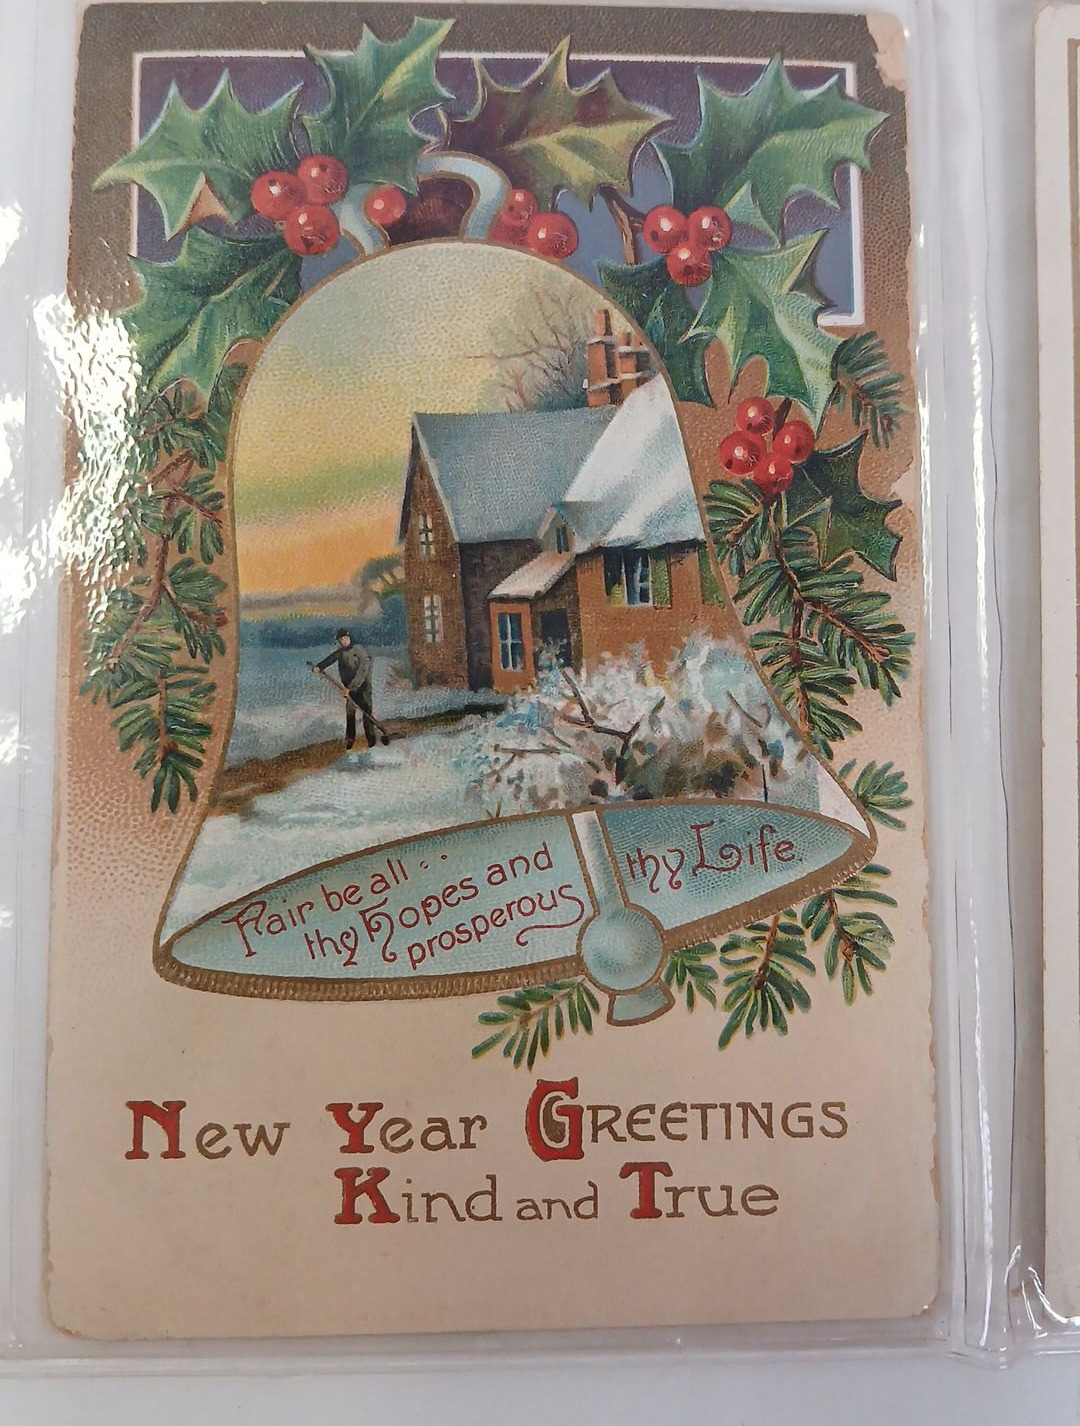 Fair be all :·
thy Hopes and
prosperous
thy Life.
New Year Greetings
Kind and True